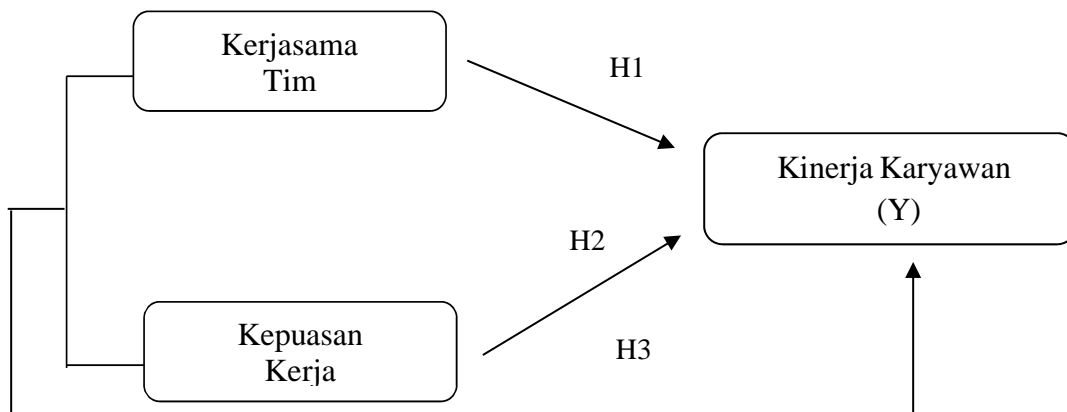 Kerjasama
Tim
H1
Kinerja Karyawan
(Y)
H2
Kepuasan
Kerja
H3